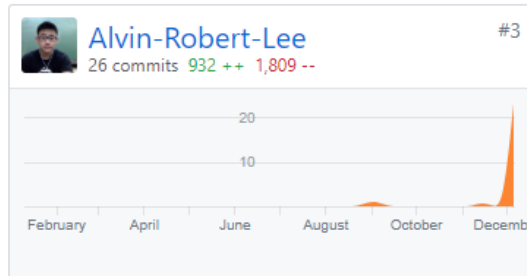 Alvin-Robert-Lee
#3
26 commits 932 ++ 1,809 --
20
10
February April June August October Decemb